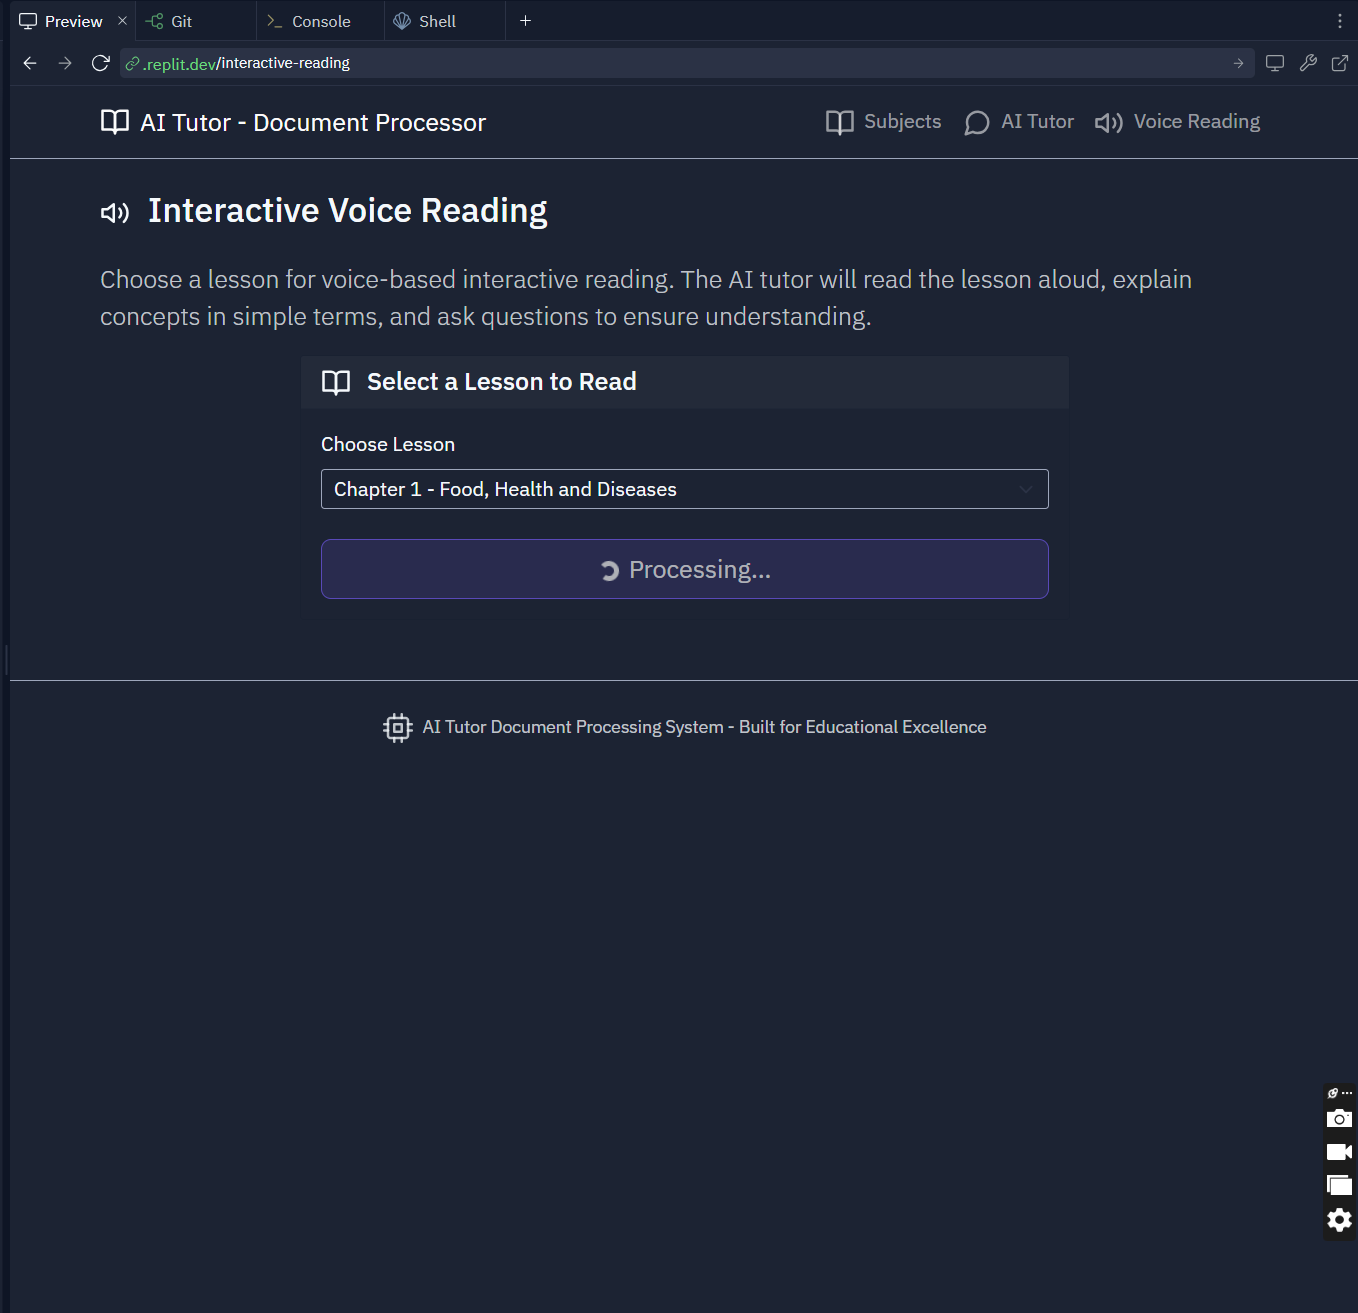 Preview
Git
Console
Shell
.replit.dev/interactive-reading
AI Tutor - Document Processor
Subjects
AI Tutor
Voice Reading
Interactive Voice Reading
Choose a lesson for voice-based interactive reading. The AI tutor will read the lesson aloud, explain
concepts in simple terms, and ask questions to ensure understanding.
Select a Lesson to Read
Choose Lesson
Chapter 1 - Food, Health and Diseases
Processing...
AI Tutor Document Processing System - Built for Educational Excellence